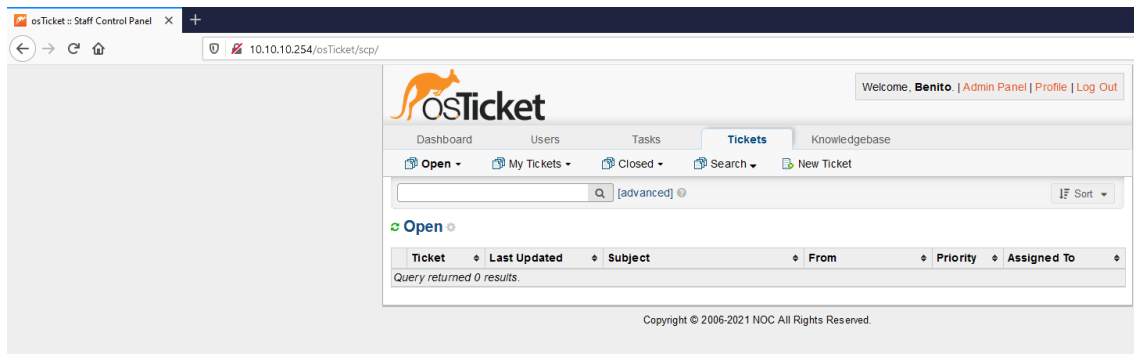 osTicket :: Staff Control Panel
10.10.10.254/osTicket/scp/
osTicket
Welcome, Benito. | Admin Panel | Profile | Log Out
Dashboard Users Tasks Tickets Knowledgebase
Open My Tickets Closed Search New Ticket
[advanced] Sort
Open
Ticket Last Updated Subject From Priority Assigned To
Query returned 0 results.
Copyright © 2006-2021 NOC All Rights Reserved.